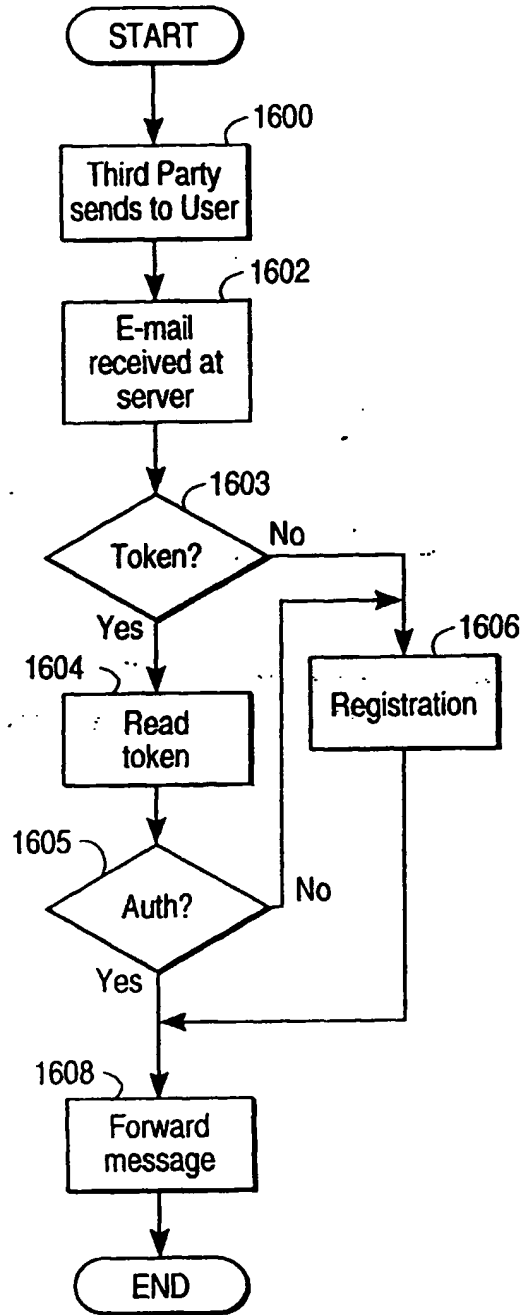 START
1600
Third Party
sends to User
1602
E-mail
received at
server
1603
Token?
No
Yes
1604
Read
token
1606
Registration
1605
Auth?
No
Yes
1608
Forward
message
END